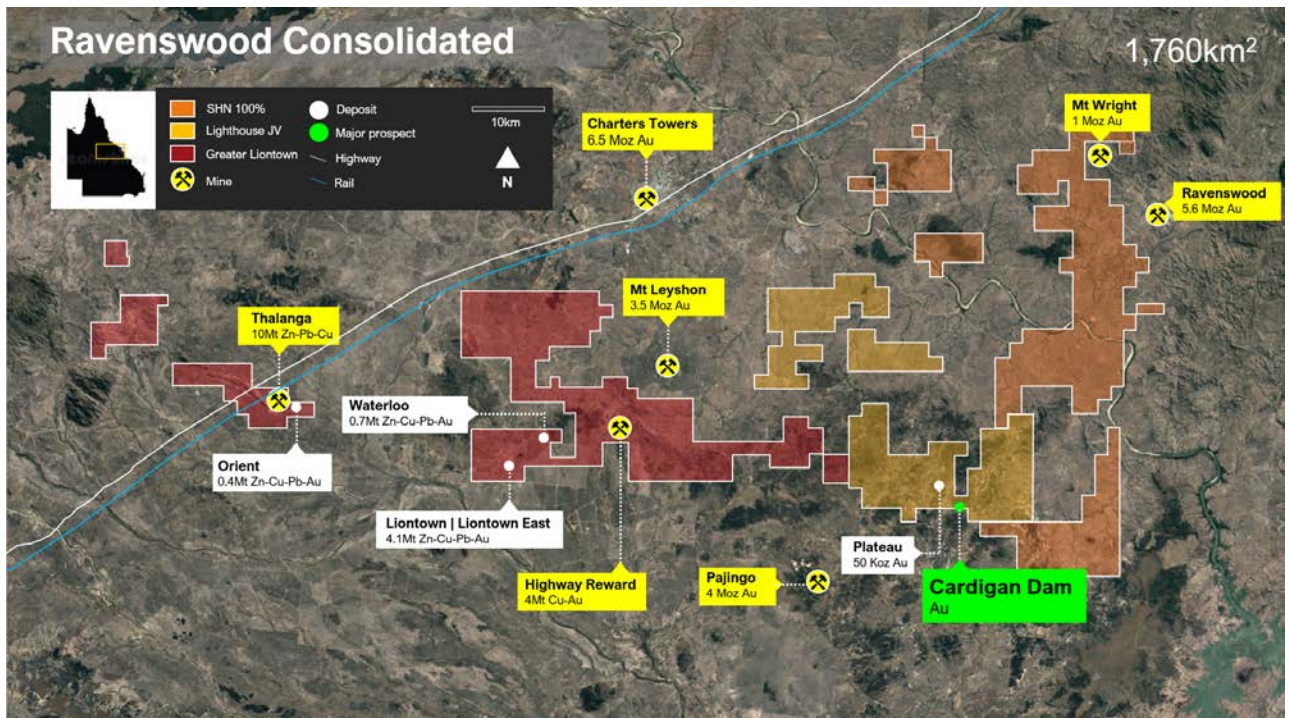 Ravenswood Consolidated
1,760km²
SHN 100%
Lighthouse JV
Greater Liontown
Mine
Deposit
Major prospect
Highway
Rail
10km
N
Charters Towers
6.5 Moz Au
Mt Wright
1 Moz Au
Ravenswood
5.6 Moz Au
Mt Leyshon
3.5 Moz Au
Thalanga
10Mt Zn-Pb-Cu
Waterloo
0.7Mt Zn-Cu-Pb-Au
Orient
0.4Mt Zn-Cu-Pb-Au
Liontown | Liontown East
4.1Mt Zn-Cu-Pb-Au
Highway Reward
4Mt Cu-Au
Pajingo
4 Moz Au
Plateau
50 Koz Au
Cardigan Dam
Au